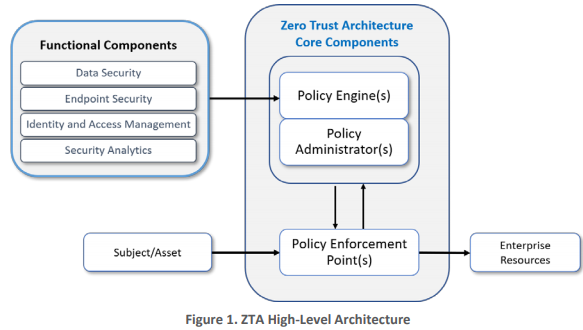 Functional Components
Data Security
Endpoint Security
Identity and Access Management
Security Analytics
Zero Trust Architecture
Core Components
Policy Engine(s)
Policy
Administrator(s)
Subject/Asset
Policy Enforcement
Point(s)
Enterprise
Resources
Figure 1. ZTA High-Level Architecture